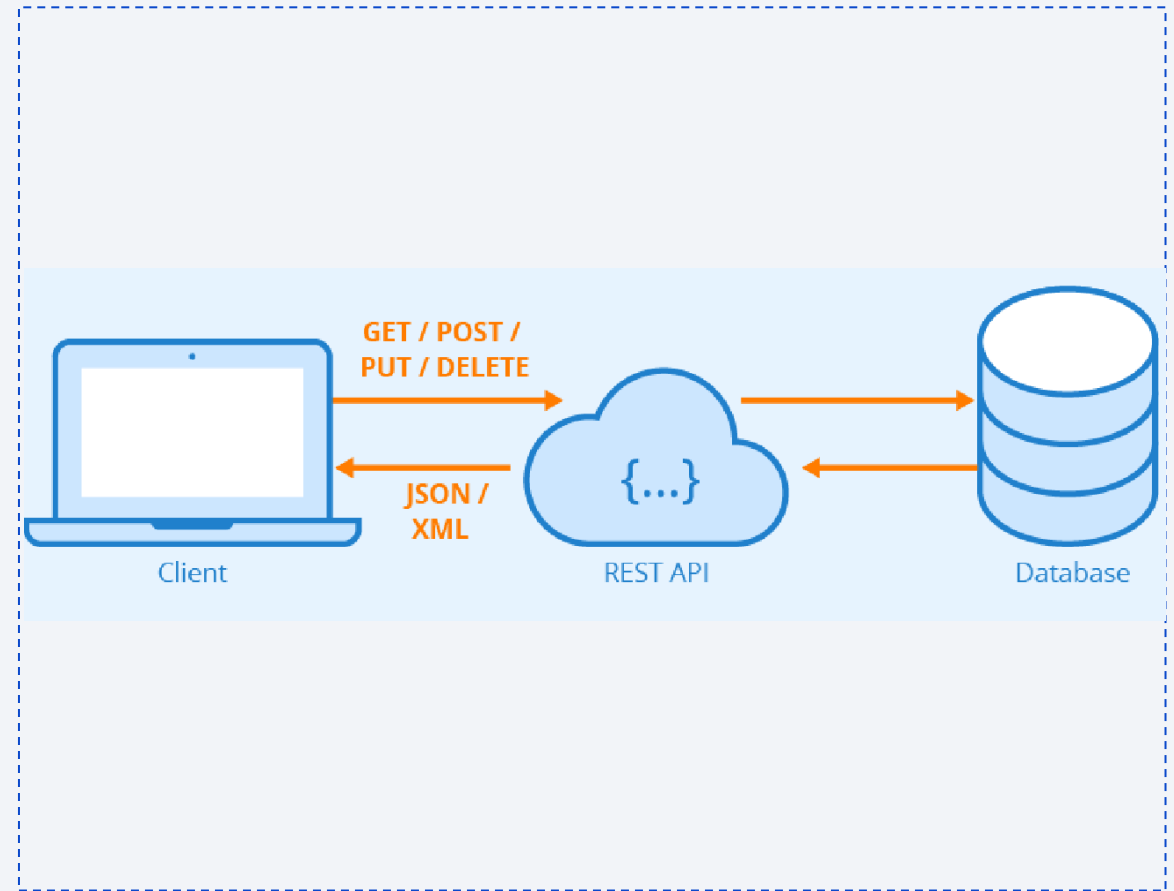 GET / POST /
PUT / DELETE
JSON /
XML
{...}
Client
REST API
Database